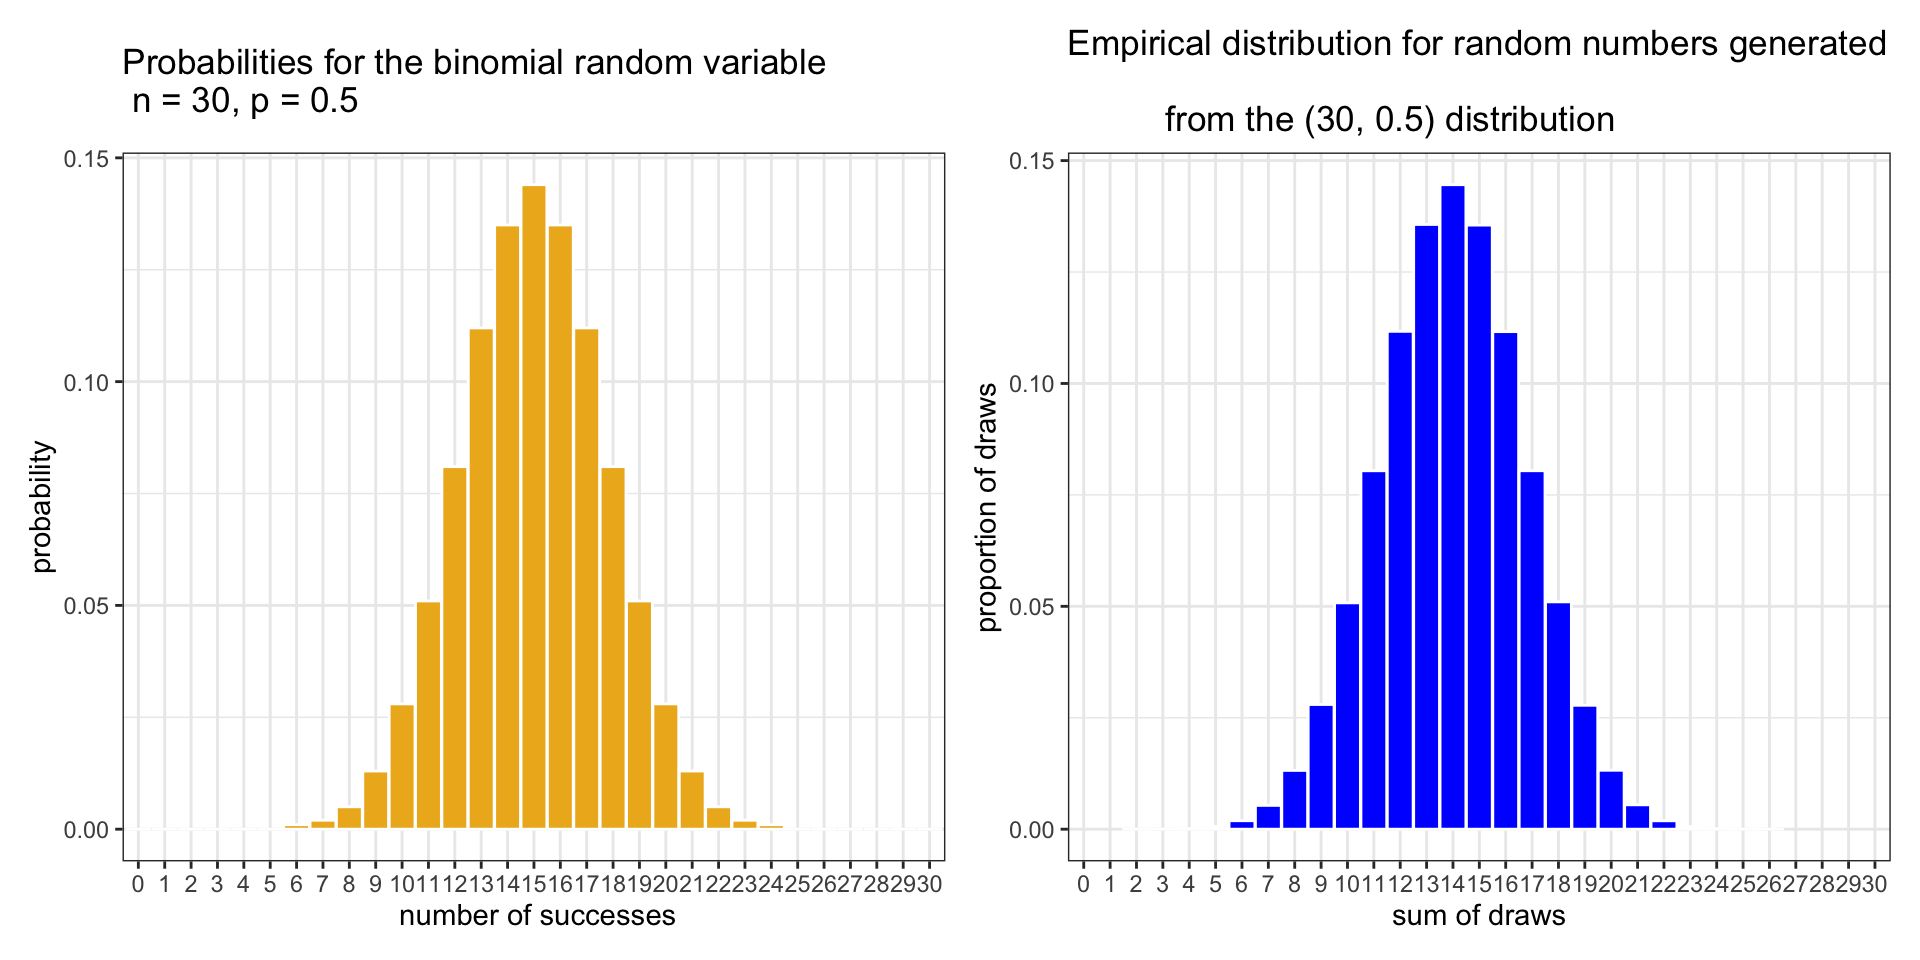 Probabilities for the binomial random variable
n = 30, p = 0.5
0.15
0.10
0.05
0.00
probability
0 1 2 3 4 5 6 7 8 9 10 11 12 13 14 15 16 17 18 19 20 21 22 23 24 25 26 27 28 29 30
number of successes
Empirical distribution for random numbers generated
from the (30, 0.5) distribution
0.15
0.10
0.05
0.00
proportion of draws
0 1 2 3 4 5 6 7 8 9 10 11 12 13 14 15 16 17 18 19 20 21 22 23 24 25 26 27 28 29 30
sum of draws